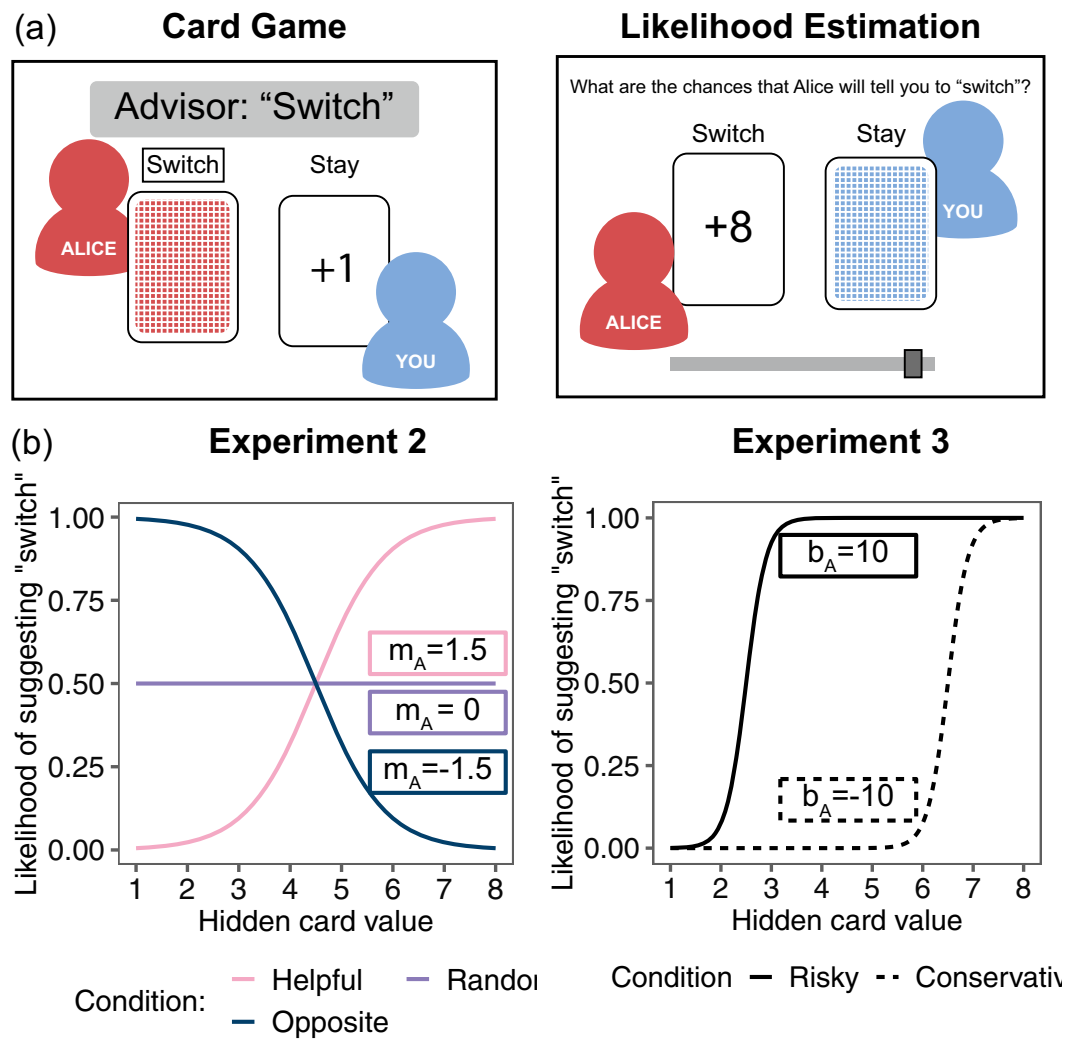 (a)
Card Game
Advisor: “Switch”
Switch
Stay
ALICE
+1
YOU
Likelihood Estimation
What are the chances that Alice will tell you to “switch”?
Switch
Stay
+8
YOU
ALICE
(b)
Experiment 2
Likelihood of suggesting "switch"
1.00
0.75
0.50
0.25
0.00
m_A=1.5
m_A= 0
m_A=-1.5
1 2 3 4 5 6 7 8
Hidden card value
Condition:
Helpful
Randor
Opposite
Experiment 3
Likelihood of suggesting "switch"
1.00
0.75
0.50
0.25
0.00
b_A=10
b_A=-10
1 2 3 4 5 6 7 8
Hidden card value
Condition
Risky
Conservativ